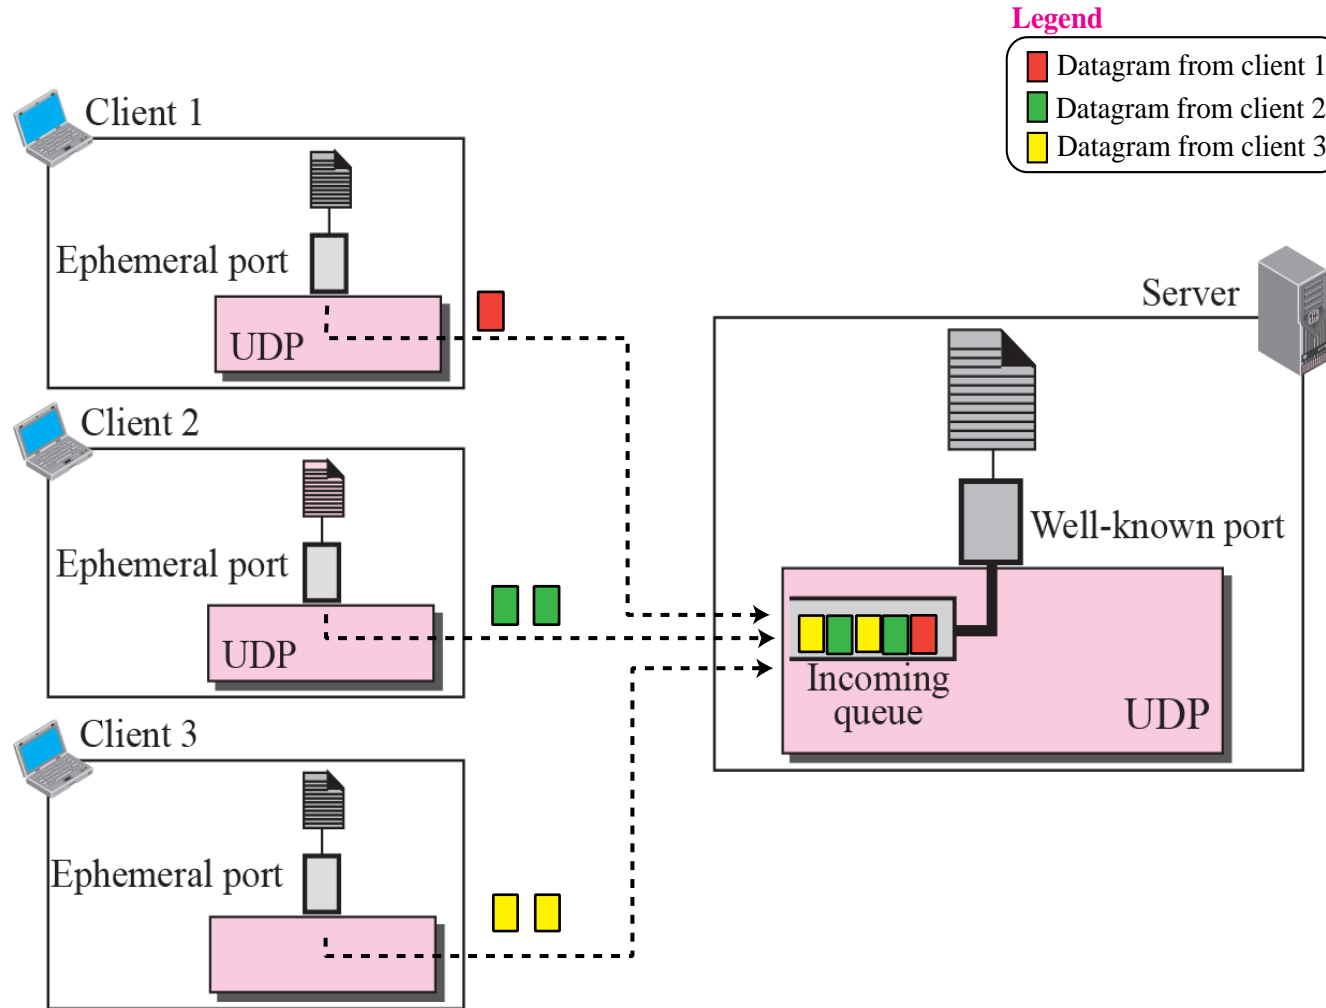 Legend
Datagram from client 1
Datagram from client 2
Datagram from client 3
Client 1
Ephemeral port
UDP
Client 2
Ephemeral port
UDP
Client 3
Ephemeral port
Server
Well-known port
Incoming
queue
UDP